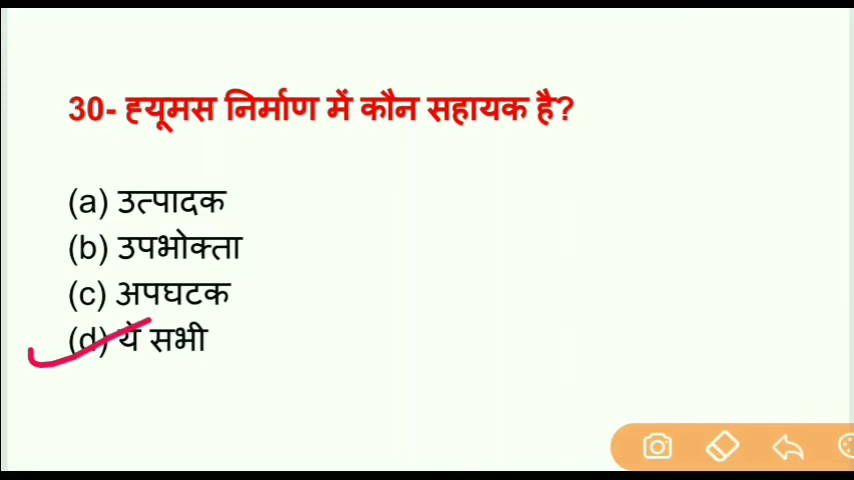 30- ह्यूमस निर्माण में कौन सहायक है?
(a) उत्पादक
(b) उपभोक्ता
(c) अपघटक
(d) ये सभी